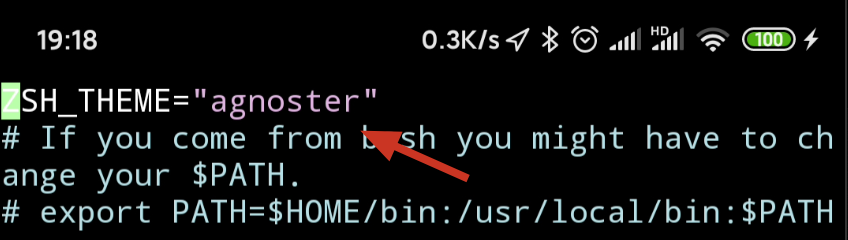 19:18 0.3K/s HD 100
ZSH_THEME="agnoster"
# If you come from bash you might have to ch
ange your $PATH.
# export PATH=$HOME/bin:/usr/local/bin:$PATH